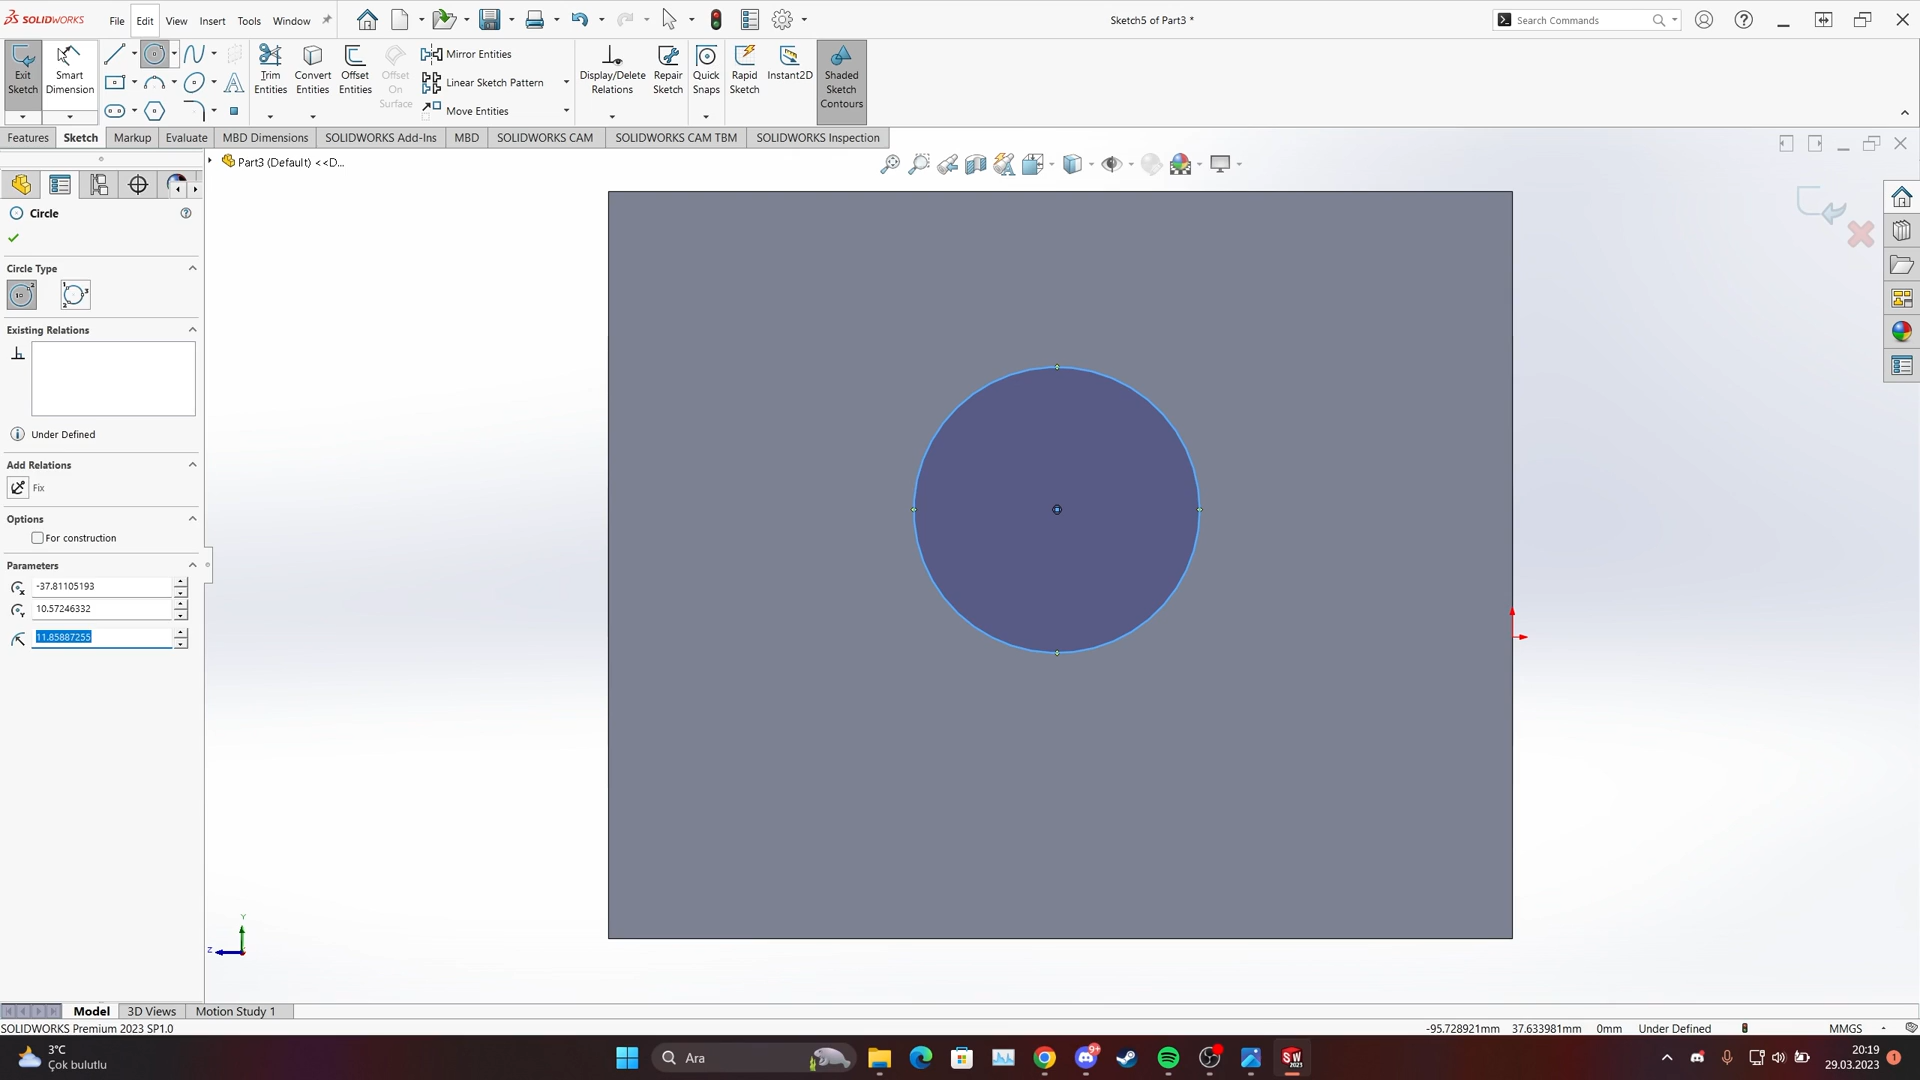 SOLIDWORKS File Edit View Insert Tools Window
Sketch5 of Part3 *
Search Commands
Exit Sketch
Smart Dimension
Trim Entities
Convert Entities
Offset Entities
Offset On Surface
Mirror Entities
Linear Sketch Pattern
Move Entities
Display/Delete Relations
Repair Sketch
Quick Snaps
Rapid Sketch
Instant2D
Shaded Sketch Contours
Features Sketch Markup Evaluate MBD Dimensions SOLIDWORKS Add-Ins MBD SOLIDWORKS CAM SOLIDWORKS CAM TBM SOLIDWORKS Inspection
Part3 (Default) <<D...
Circle
Circle Type
Existing Relations
Under Defined
Add Relations
Fix
Options
For construction
Parameters
-37.81105193
10.57246332
11.85887255
Y
Z
Model 3D Views Motion Study 1
SOLIDWORKS Premium 2023 SP1.0
-95.728921mm 37.633981mm 0mm Under Defined MMGS
3°C
Çok bulutlu
Ara
9+
SW
2023
20:19
29.03.2023
1